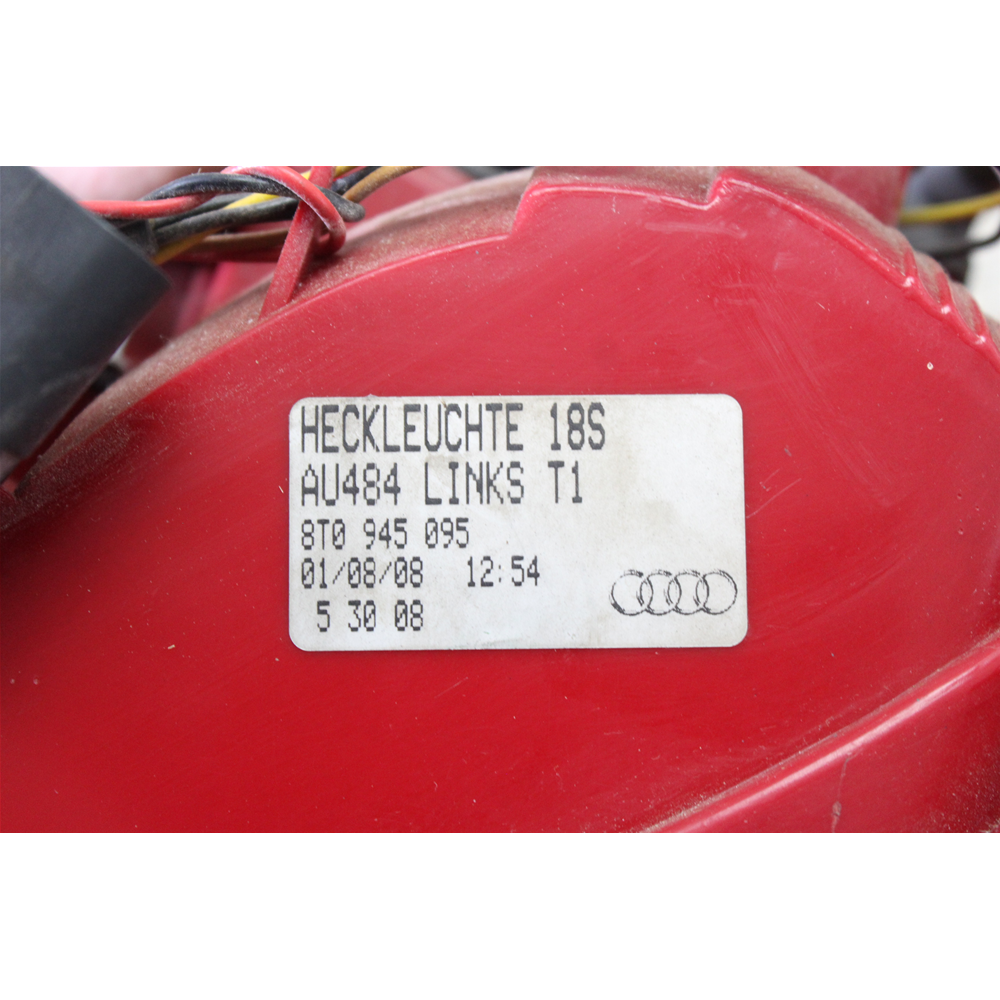 HECKLEUCHTE 18S
AU484 LINKS T1
8T0 945 095
01/08/08 12:54
5 30 08